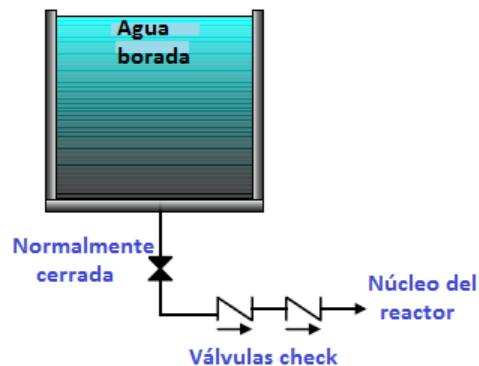 Agua
borada
Normalmente
cerrada
Núcleo del
reactor
Válvulas check